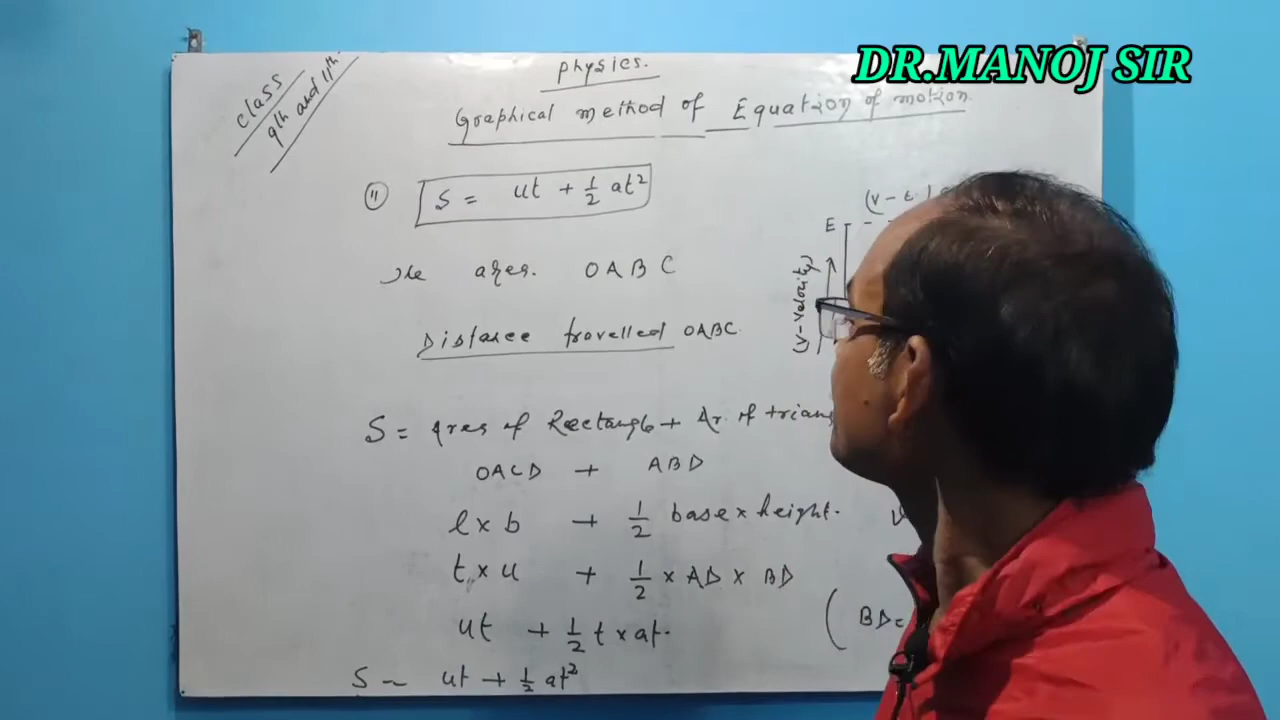 DR.MANOJ SIR
class
9th and 11th
Physics.
Graphical method of Equation of motion.
(ii) S = ut + 1/2 at²
area. OABC
Distance travelled OABC
S = Area of Rectangle + Ar. of trian
OACD + ABD
l x b + 1/2 base x height.
t x u + 1/2 x AD x BD
ut + 1/2 t x at.
S = ut + 1/2 at²
(v - t
E
(v - velocity)
v
( BD =